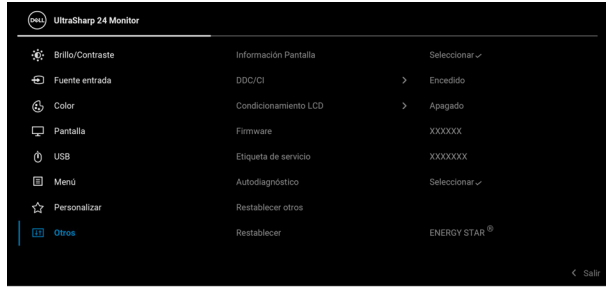 DELL UltraSharp 24 Monitor
Brillo/Contraste Información Pantalla Seleccionar
Fuente entrada DDC/CI Encedido
Color Condicionamiento LCD Apagado
Pantalla Firmware XXXXXX
USB Etiqueta de servicio XXXXXXX
Menú Autodiagnóstico Seleccionar
Personalizar Restablecer otros
Otros Restablecer ENERGY STAR®
Salir